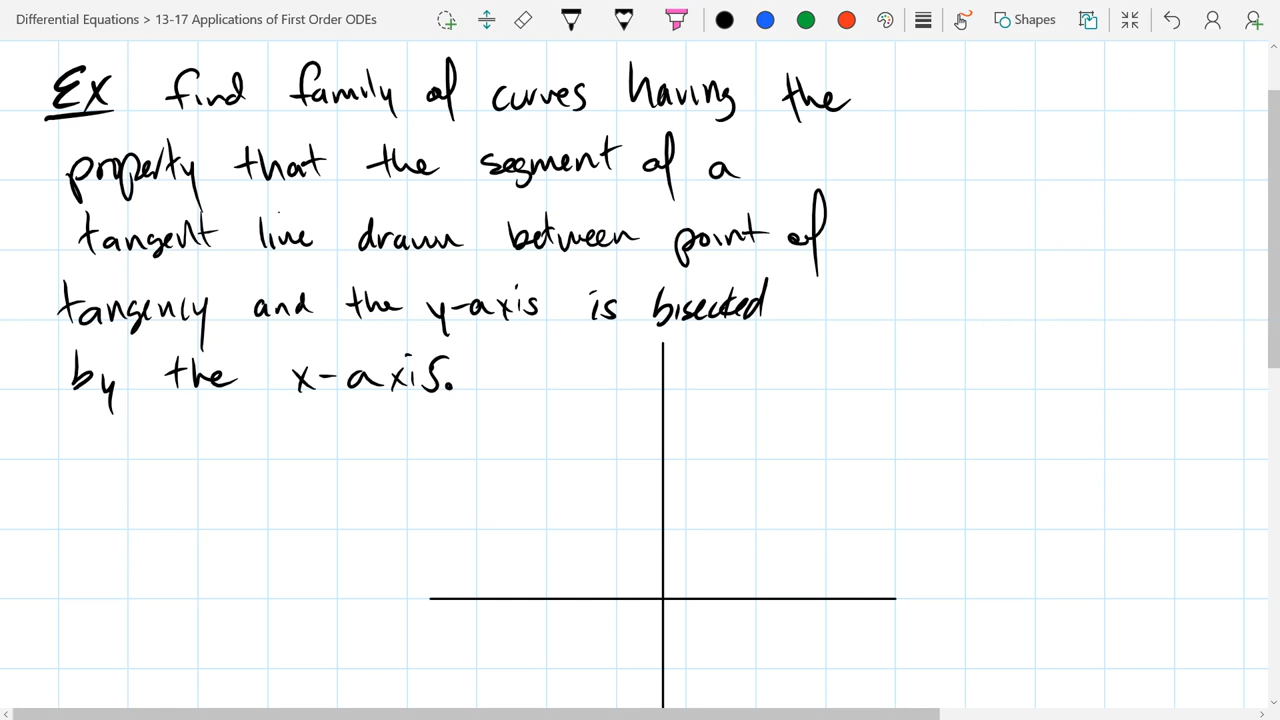 Differential Equations > 13-17 Applications of First Order ODEs
Shapes
Ex find family of curves having the
property that the segment of a
tangent line drawn between point of
tangency and the y-axis is bisected
by the x-axis.